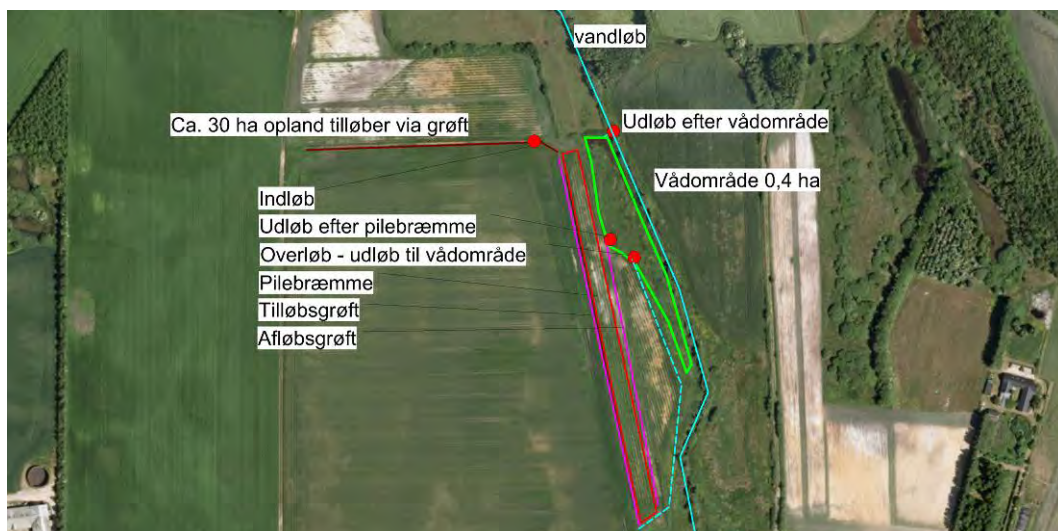 vandløb
Ca. 30 ha opland tilløber via grøft
Udløb efter vådområde
Vådområde 0,4 ha
Indløb
Udløb efter pilebræmme
Overløb - udløb til vådområde
Pilebræmme
Tilløbsgrøft
Afløbsgrøft